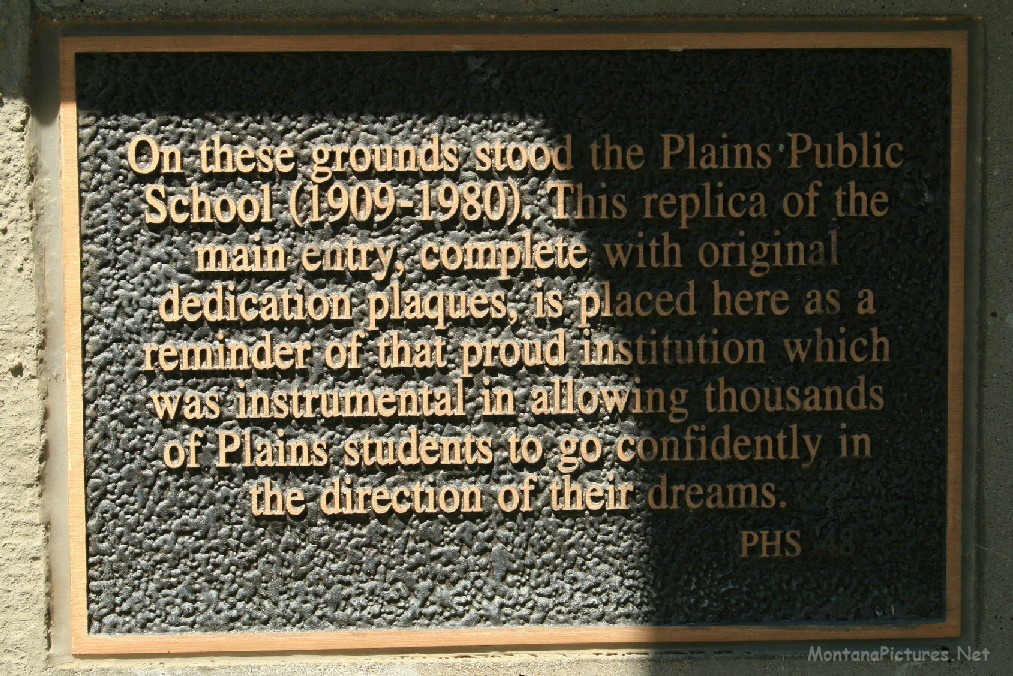 On these grounds stood the Plains Public
School (1909-1980). This replica of the
main entry, complete with original
dedication plaques, is placed here as a
reminder of that proud institution which
was instrumental in allowing thousands
of Plains students to go confidently in
the direction of their dreams.
PHS '48
MontanaPictures.Net